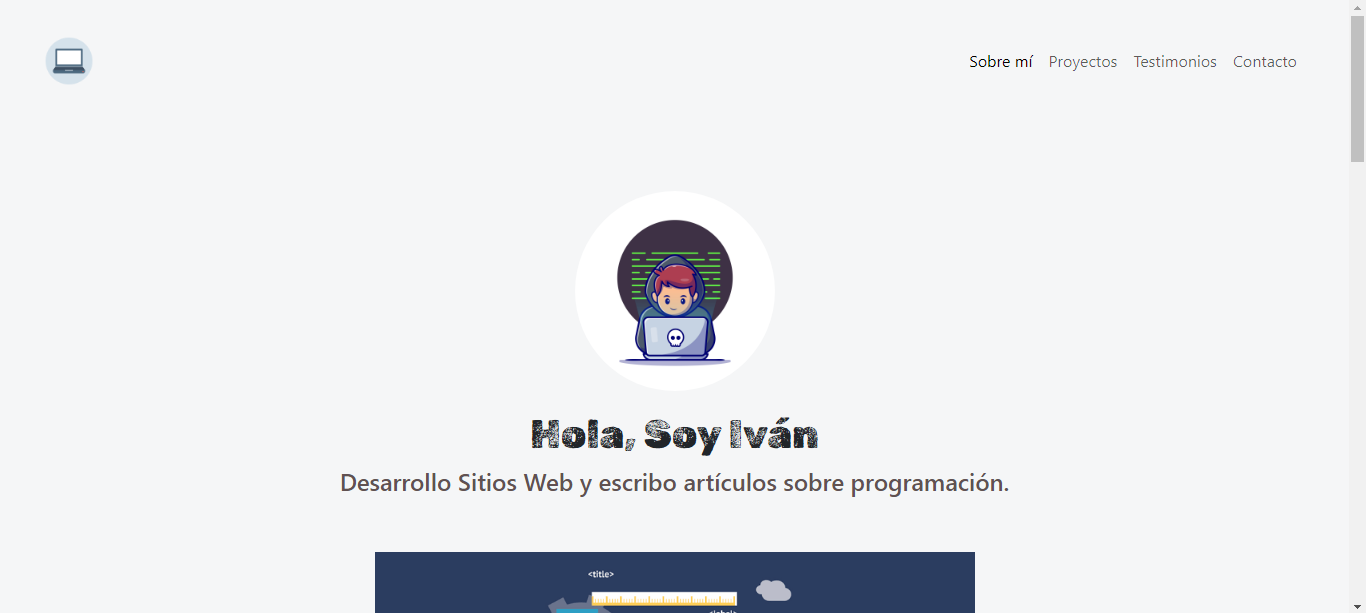 Sobre mí Proyectos Testimonios Contacto
Hola, Soy Iván
Desarrollo Sitios Web y escribo artículos sobre programación.
<title>